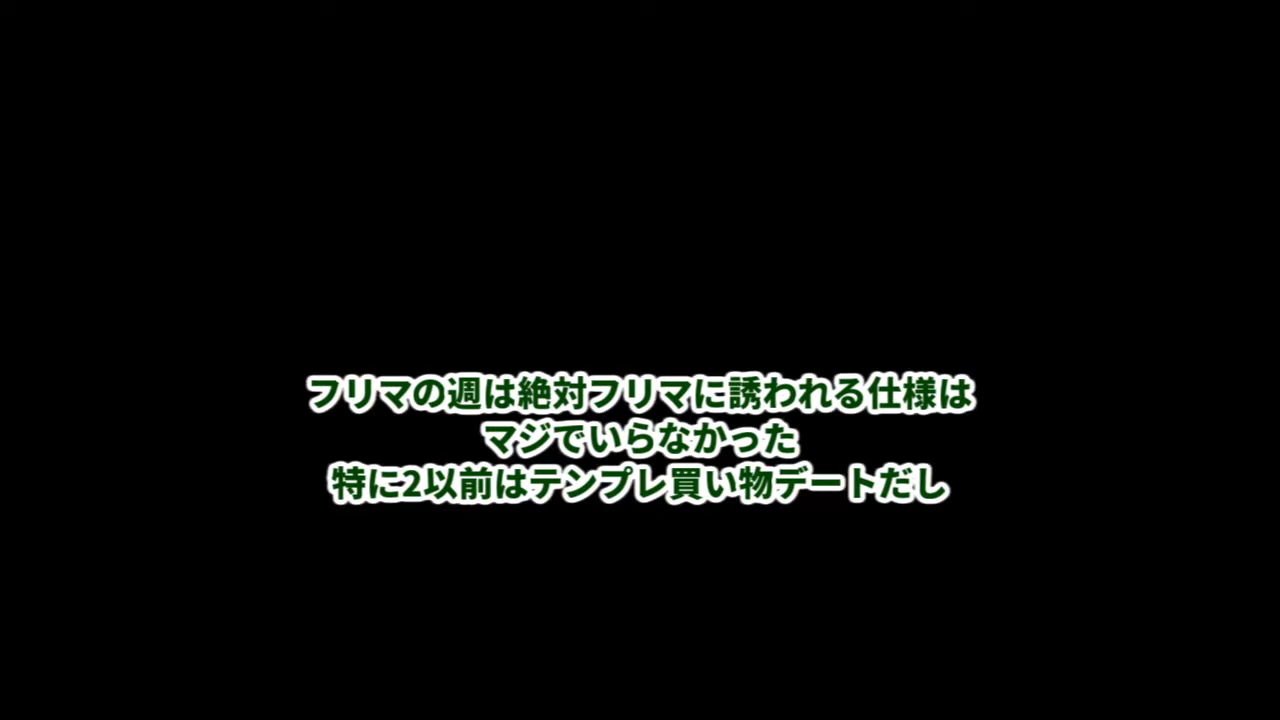 フリマの週は絶対フリマに誘われる仕様は
マジでいらなかった
特に2以前はテンプレ買い物デートだし